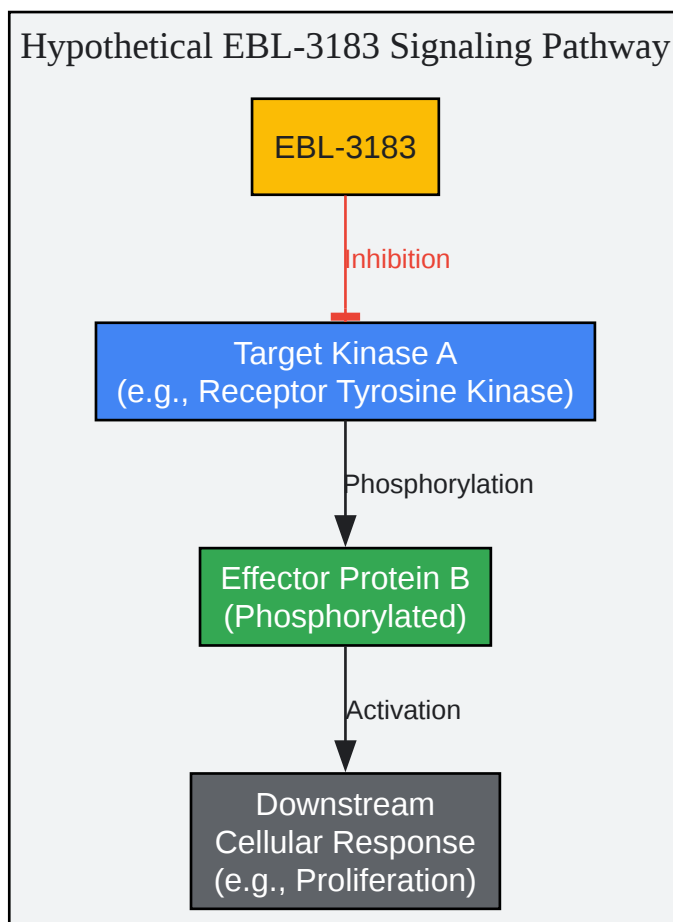 Hypothetical EBL-3183 Signaling Pathway
EBL-3183
Inhibition
Target Kinase A
(e.g., Receptor Tyrosine Kinase)
Phosphorylation
Effector Protein B
(Phosphorylated)
Activation
Downstream
Cellular Response
(e.g., Proliferation)